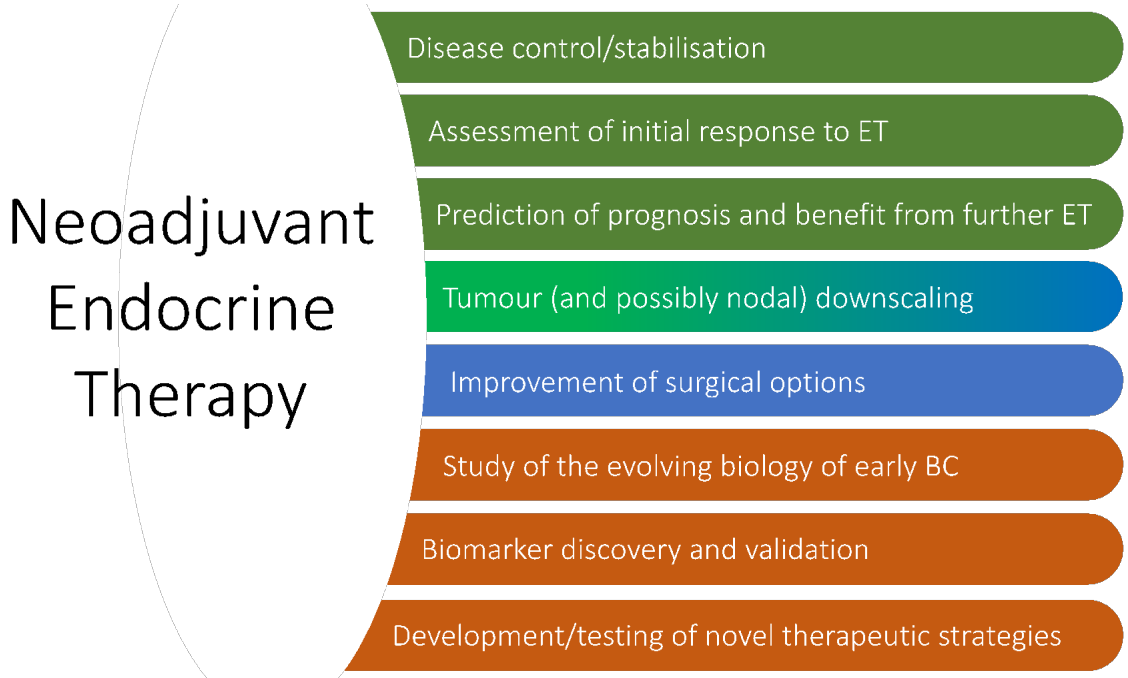 Neoadjuvant
Endocrine
Therapy
Disease control/stabilisation
Assessment of initial response to ET
Prediction of prognosis and benefit from further ET
Tumour (and possibly nodal) downscaling
Improvement of surgical options
Study of the evolving biology of early BC
Biomarker discovery and validation
Development/testing of novel therapeutic strategies